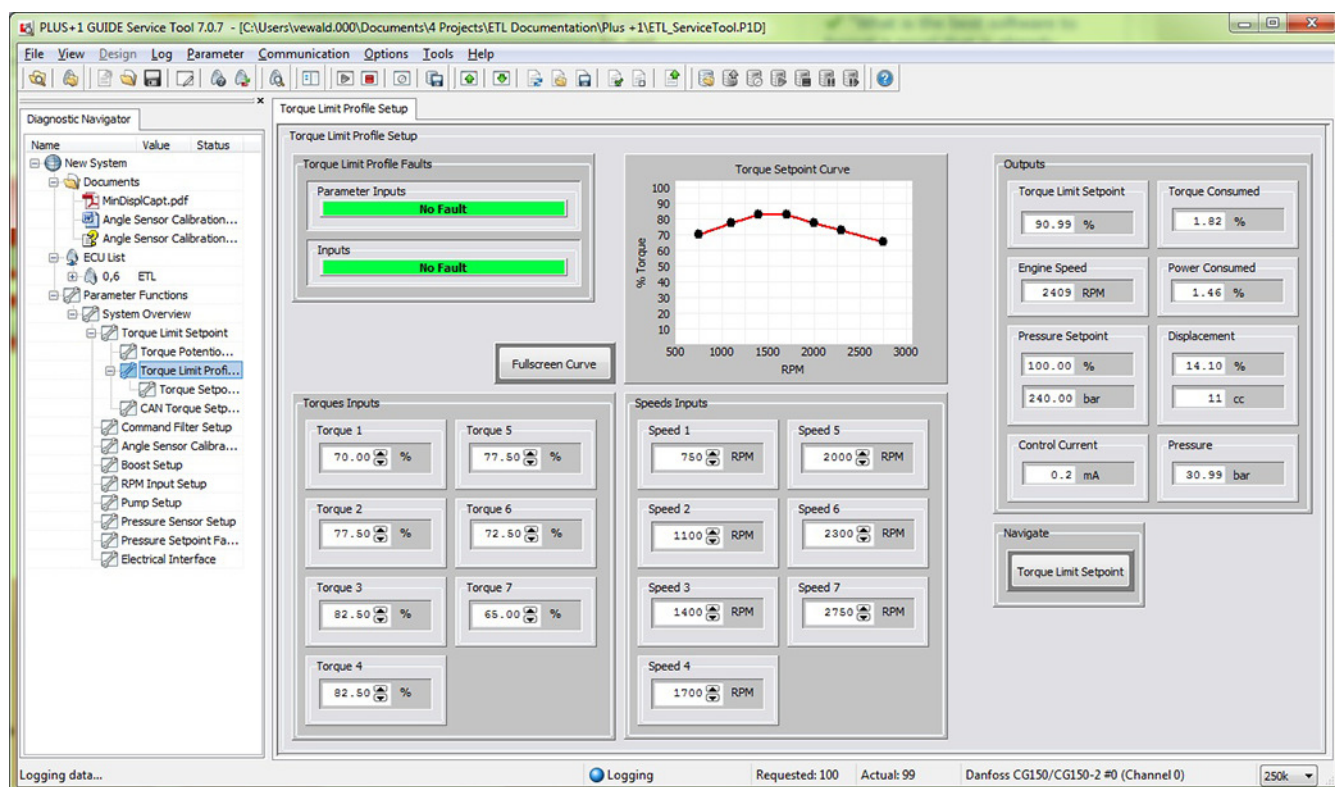 PLUS+1 GUIDE Service Tool 7.0.7 - [C:\Users\vewald.000\Documents\4 Projects\ETL Documentation\Plus +1\ETL_ServiceTool.P1D]
File View Design Log Parameter Communication Options Tools Help
Diagnostic Navigator
Name Value Status
New System
Documents
MinDisplCapt.pdf
Angle Sensor Calibration...
Angle Sensor Calibration...
ECU List
0,6 ETL
Parameter Functions
System Overview
Torque Limit Setpoint
Torque Potentio...
Torque Limit Profi...
Torque Setpo...
CAN Torque Setp...
Command Filter Setup
Angle Sensor Calibra...
Boost Setup
RPM Input Setup
Pump Setup
Pressure Sensor Setup
Pressure Setpoint Fa...
Electrical Interface
Torque Limit Profile Setup
Torque Limit Profile Setup
Torque Limit Profile Faults
Parameter Inputs
No Fault
Inputs
No Fault
Fullscreen Curve
Torque Setpoint Curve
% Torque
100
90
80
70
60
50
40
30
20
10
500 1000 1500 2000 2500 3000
RPM
Torques Inputs
Torque 1 Torque 5
70.00 % 77.50 %
Torque 2 Torque 6
77.50 % 72.50 %
Torque 3 Torque 7
82.50 % 65.00 %
Torque 4
82.50 %
Speeds Inputs
Speed 1 Speed 5
750 RPM 2000 RPM
Speed 2 Speed 6
1100 RPM 2300 RPM
Speed 3 Speed 7
1400 RPM 2750 RPM
Speed 4
1700 RPM
Outputs
Torque Limit Setpoint Torque Consumed
90.99 % 1.82 %
Engine Speed Power Consumed
2409 RPM 1.46 %
Pressure Setpoint Displacement
100.00 % 14.10 %
240.00 bar 11 cc
Control Current Pressure
0.2 mA 30.99 bar
Navigate
Torque Limit Setpoint
Logging data... Logging Requested: 100 Actual: 99 Danfoss CG150/CG150-2 #0 (Channel 0) 250k